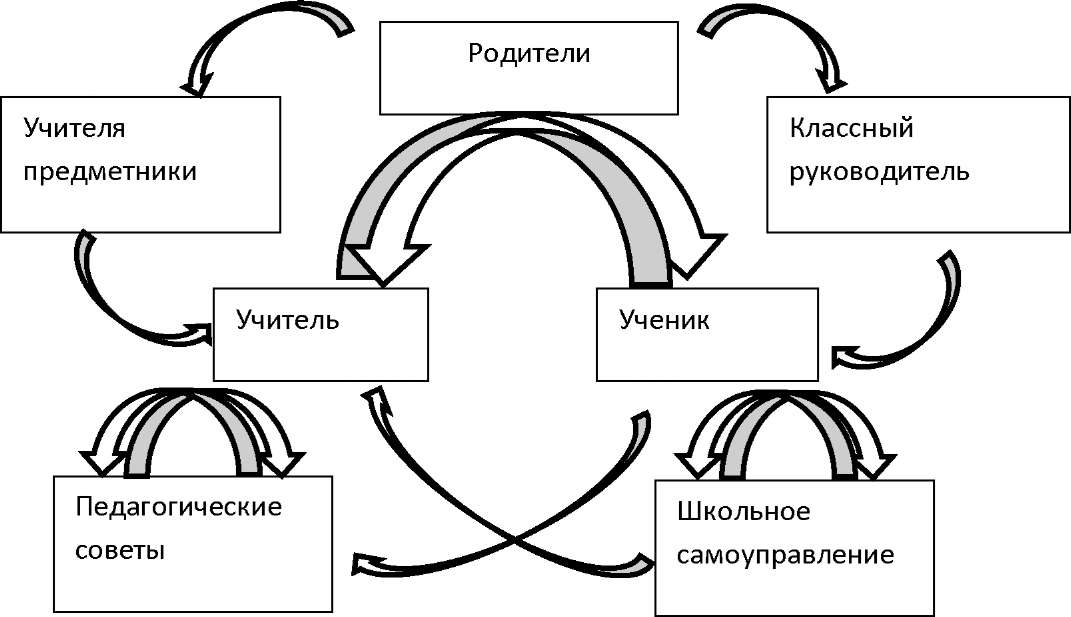 Родители
Учителя
предметники
Классный
руководитель
Учитель
Ученик
Педагогические
советы
Школьное
самоуправление